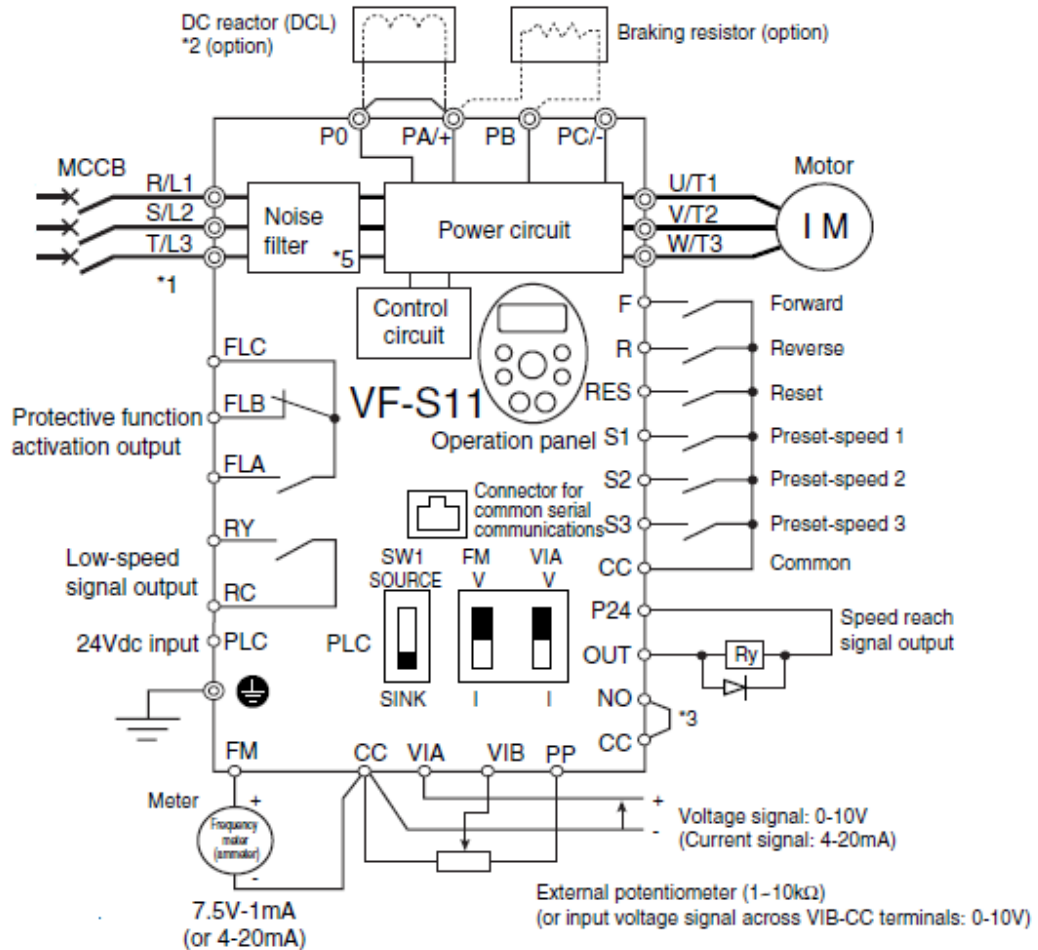 DC reactor (DCL)
*2 (option)
Braking resistor (option)
P0
PA/+
PB
PC/-
MCCB
R/L1
S/L2
T/L3
*1
Noise
filter
*5
Power circuit
U/T1
V/T2
W/T3
Motor
I M
Control
circuit
F
Forward
R
Reverse
RES
Reset
S1
Preset-speed 1
S2
Preset-speed 2
S3
Preset-speed 3
CC
Common
FLC
FLB
Protective function
activation output
FLA
VF-S11
Operation panel
Connector for
common serial
communications
RY
Low-speed
signal output
RC
24Vdc input
PLC
SW1
SOURCE
PLC
SINK
FM
V
I
VIA
V
I
P24
Speed reach
signal output
OUT
Ry
NO
*3
CC
FM
CC
VIA
VIB
PP
Meter
+
Frequency
meter
(ammeter)
-
7.5V-1mA
(or 4-20mA)
+
-
Voltage signal: 0-10V
(Current signal: 4-20mA)
External potentiometer (1–10kΩ)
(or input voltage signal across VIB-CC terminals: 0-10V)